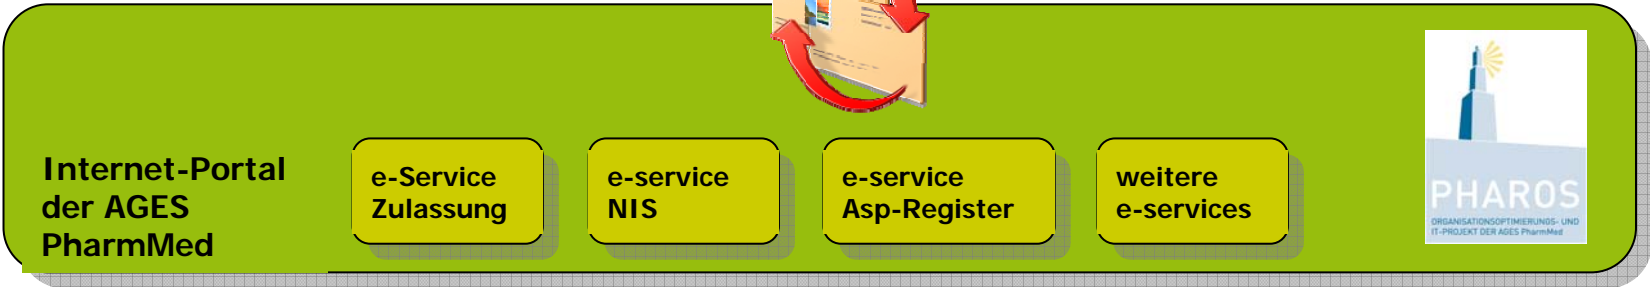 Internet-Portal
der AGES
PharmMed
e-Service
Zulassung
e-service
NIS
e-service
Asp-Register
weitere
e-services
PHAROS
ORGANISATIONSOPTIMIERUNGS- UND
IT-PROJEKT DER AGES PharmMed